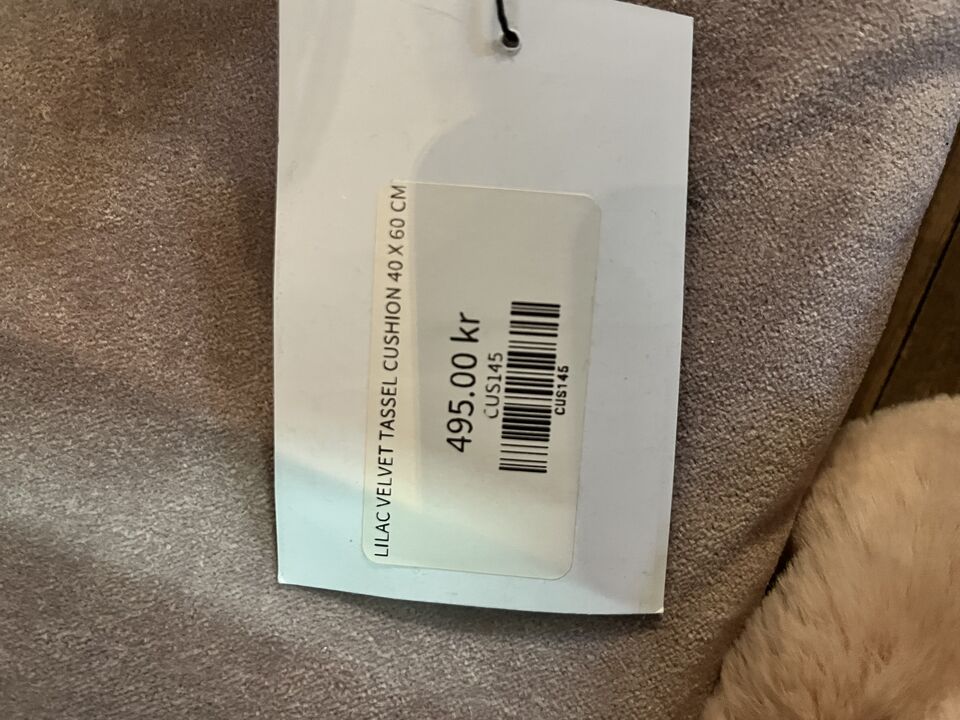 LILAC VELVET TASSEL CUSHION 40 X 60 CM
495.00 kr
CUS145
CUS145